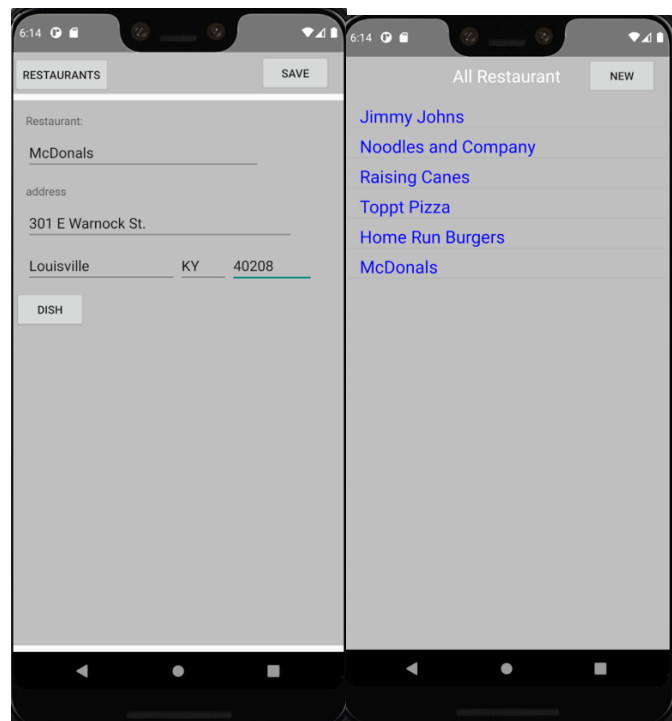 6:14
RESTAURANTS SAVE
Restaurant:
McDonals
address
301 E Warnock St.
Louisville KY 40208
DISH
6:14
All Restaurant NEW
Jimmy Johns
Noodles and Company
Raising Canes
Toppt Pizza
Home Run Burgers
McDonals